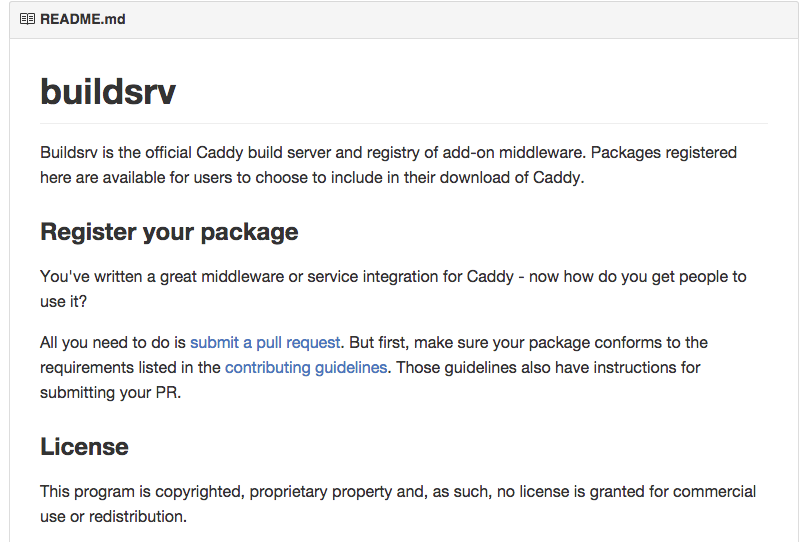 README.md
buildsrv
Buildsrv is the official Caddy build server and registry of add-on middleware. Packages registered
here are available for users to choose to include in their download of Caddy.
Register your package
You've written a great middleware or service integration for Caddy - now how do you get people to
use it?
All you need to do is submit a pull request. But first, make sure your package conforms to the
requirements listed in the contributing guidelines. Those guidelines also have instructions for
submitting your PR.
License
This program is copyrighted, proprietary property and, as such, no license is granted for commercial
use or redistribution.